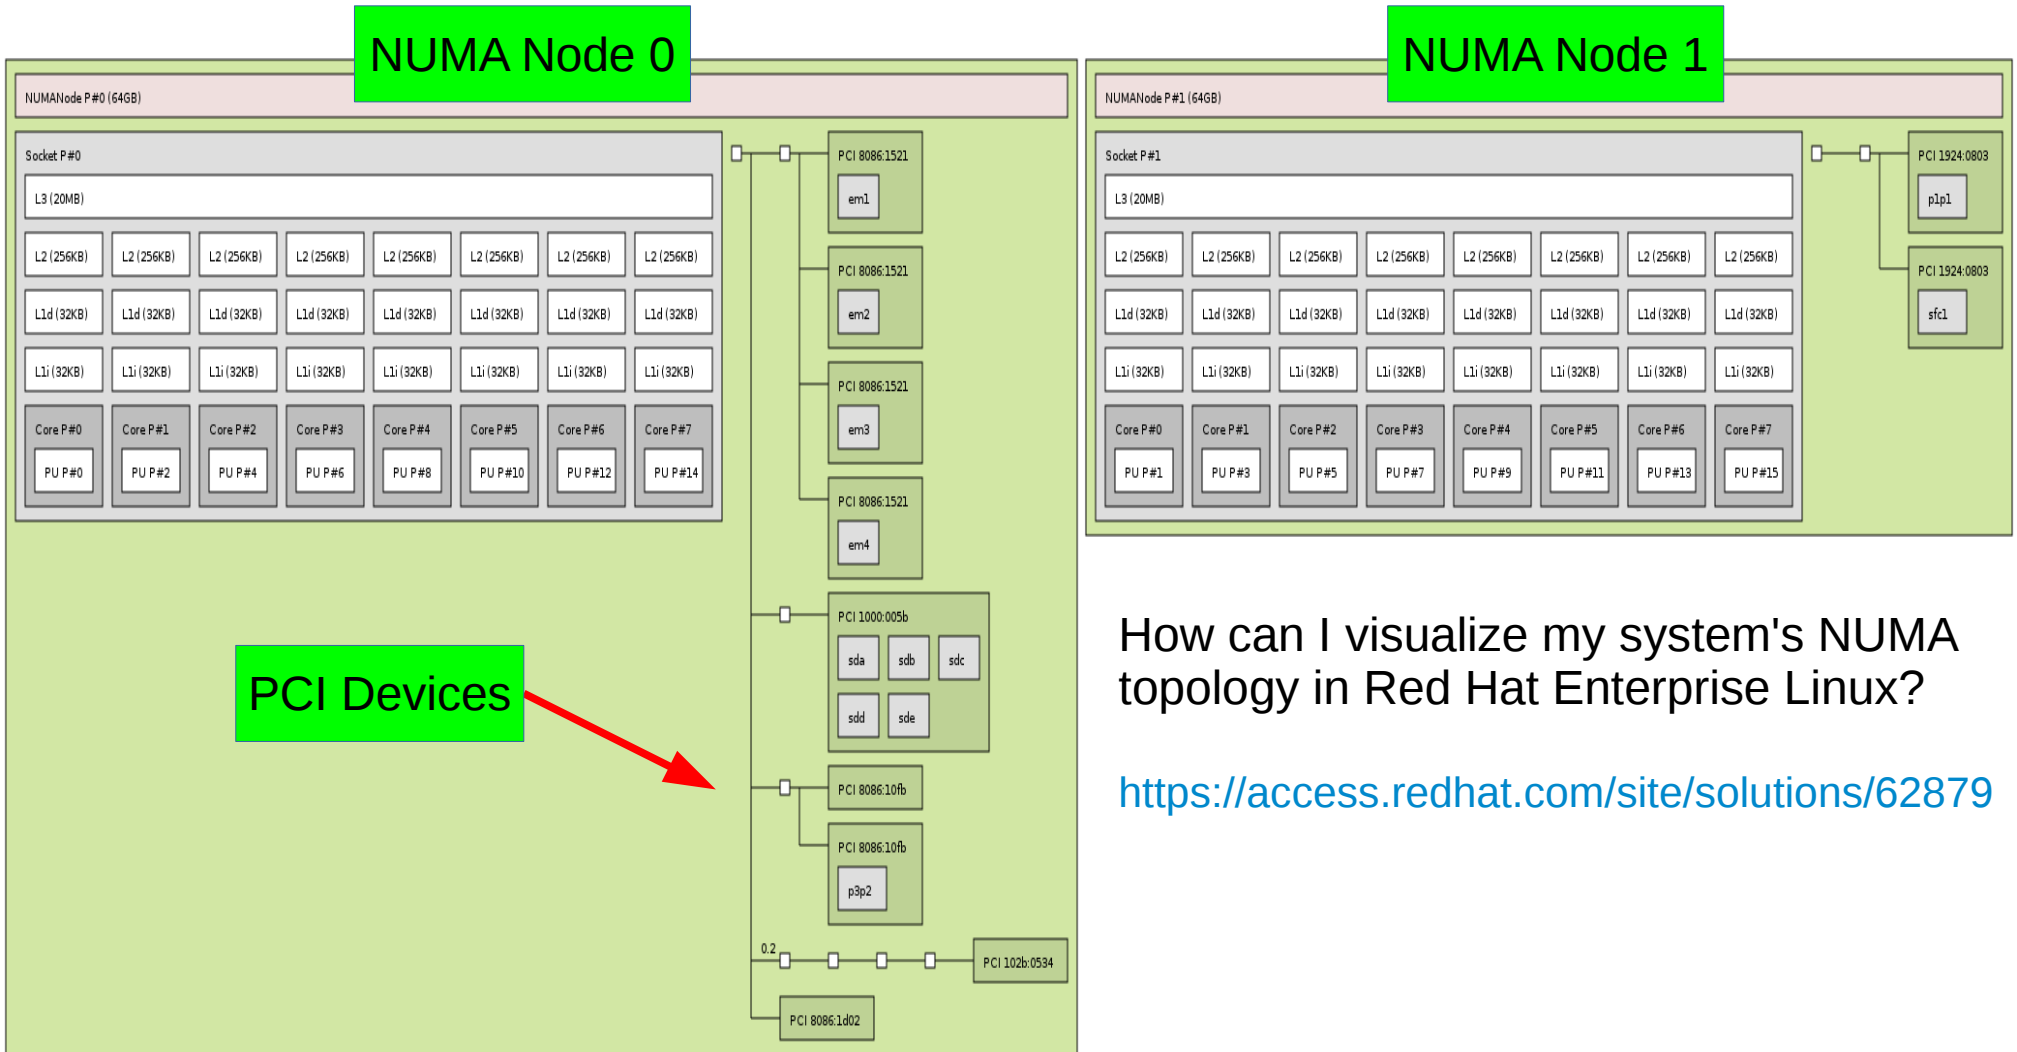 NUMA Node 0
NUMANode P#0 (64GB)
Socket P#0
L3 (20MB)
L2 (256KB) L2 (256KB) L2 (256KB) L2 (256KB) L2 (256KB) L2 (256KB) L2 (256KB) L2 (256KB)
L1d (32KB) L1d (32KB) L1d (32KB) L1d (32KB) L1d (32KB) L1d (32KB) L1d (32KB) L1d (32KB)
L1i (32KB) L1i (32KB) L1i (32KB) L1i (32KB) L1i (32KB) L1i (32KB) L1i (32KB) L1i (32KB)
Core P#0 Core P#1 Core P#2 Core P#3 Core P#4 Core P#5 Core P#6 Core P#7
PU P#0 PU P#2 PU P#4 PU P#6 PU P#8 PU P#10 PU P#12 PU P#14
PCI 8086:1521
em1
PCI 8086:1521
em2
PCI 8086:1521
em3
PCI 8086:1521
em4
PCI 1000:005b
sda sdb sdc
sdd sde
PCI Devices
PCI 8086:10fb
PCI 8086:10fb
p3p2
0.2
PCI 102b:0534
PCI 8086:1d02
NUMA Node 1
NUMANode P#1 (64GB)
Socket P#1
L3 (20MB)
L2 (256KB) L2 (256KB) L2 (256KB) L2 (256KB) L2 (256KB) L2 (256KB) L2 (256KB) L2 (256KB)
L1d (32KB) L1d (32KB) L1d (32KB) L1d (32KB) L1d (32KB) L1d (32KB) L1d (32KB) L1d (32KB)
L1i (32KB) L1i (32KB) L1i (32KB) L1i (32KB) L1i (32KB) L1i (32KB) L1i (32KB) L1i (32KB)
Core P#0 Core P#1 Core P#2 Core P#3 Core P#4 Core P#5 Core P#6 Core P#7
PU P#1 PU P#3 PU P#5 PU P#7 PU P#9 PU P#11 PU P#13 PU P#15
PCI 1924:0803
p1p1
PCI 1924:0803
sfc1
How can I visualize my system's NUMA
topology in Red Hat Enterprise Linux?
https://access.redhat.com/site/solutions/62879